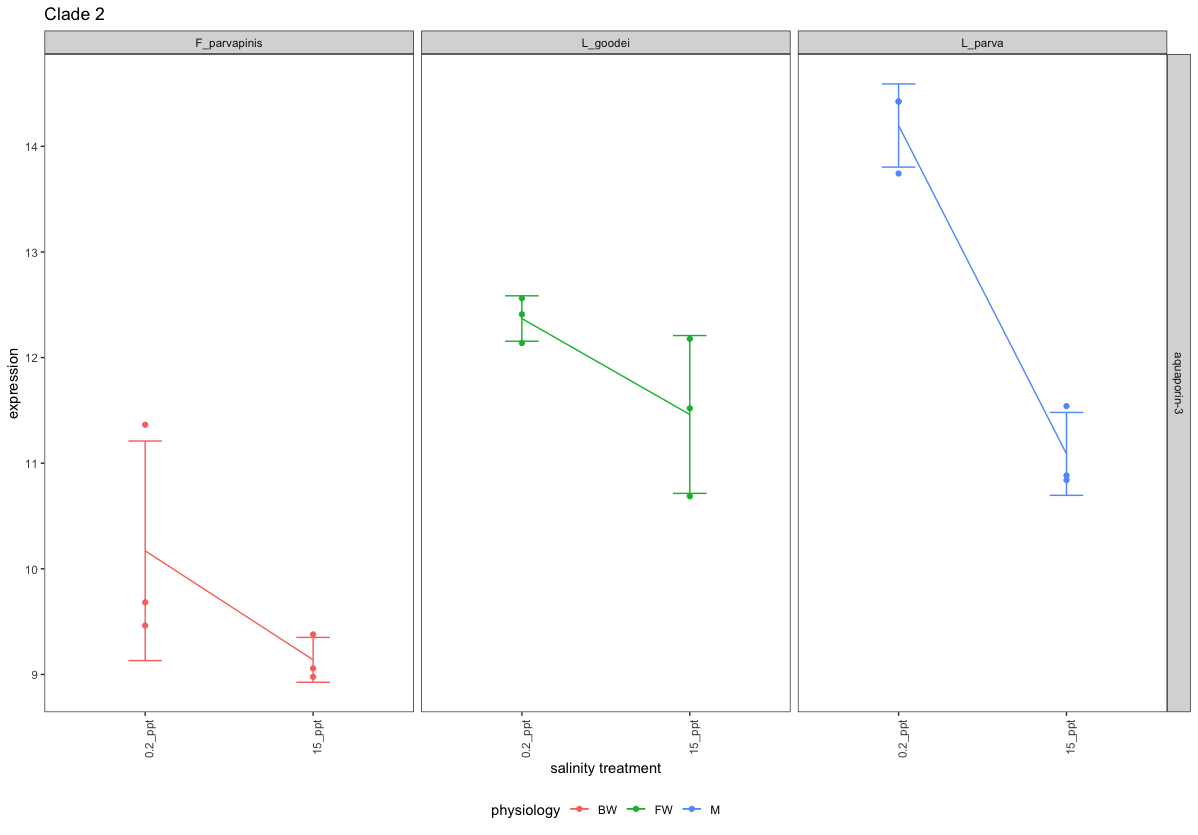 Clade 2
F_parvapinis
L_goodei
L_parva
14
13
12
11
10
9
expression
aquaporin-3
0.2_ppt
15_ppt
0.2_ppt
15_ppt
0.2_ppt
15_ppt
salinity treatment
physiology BW FW M